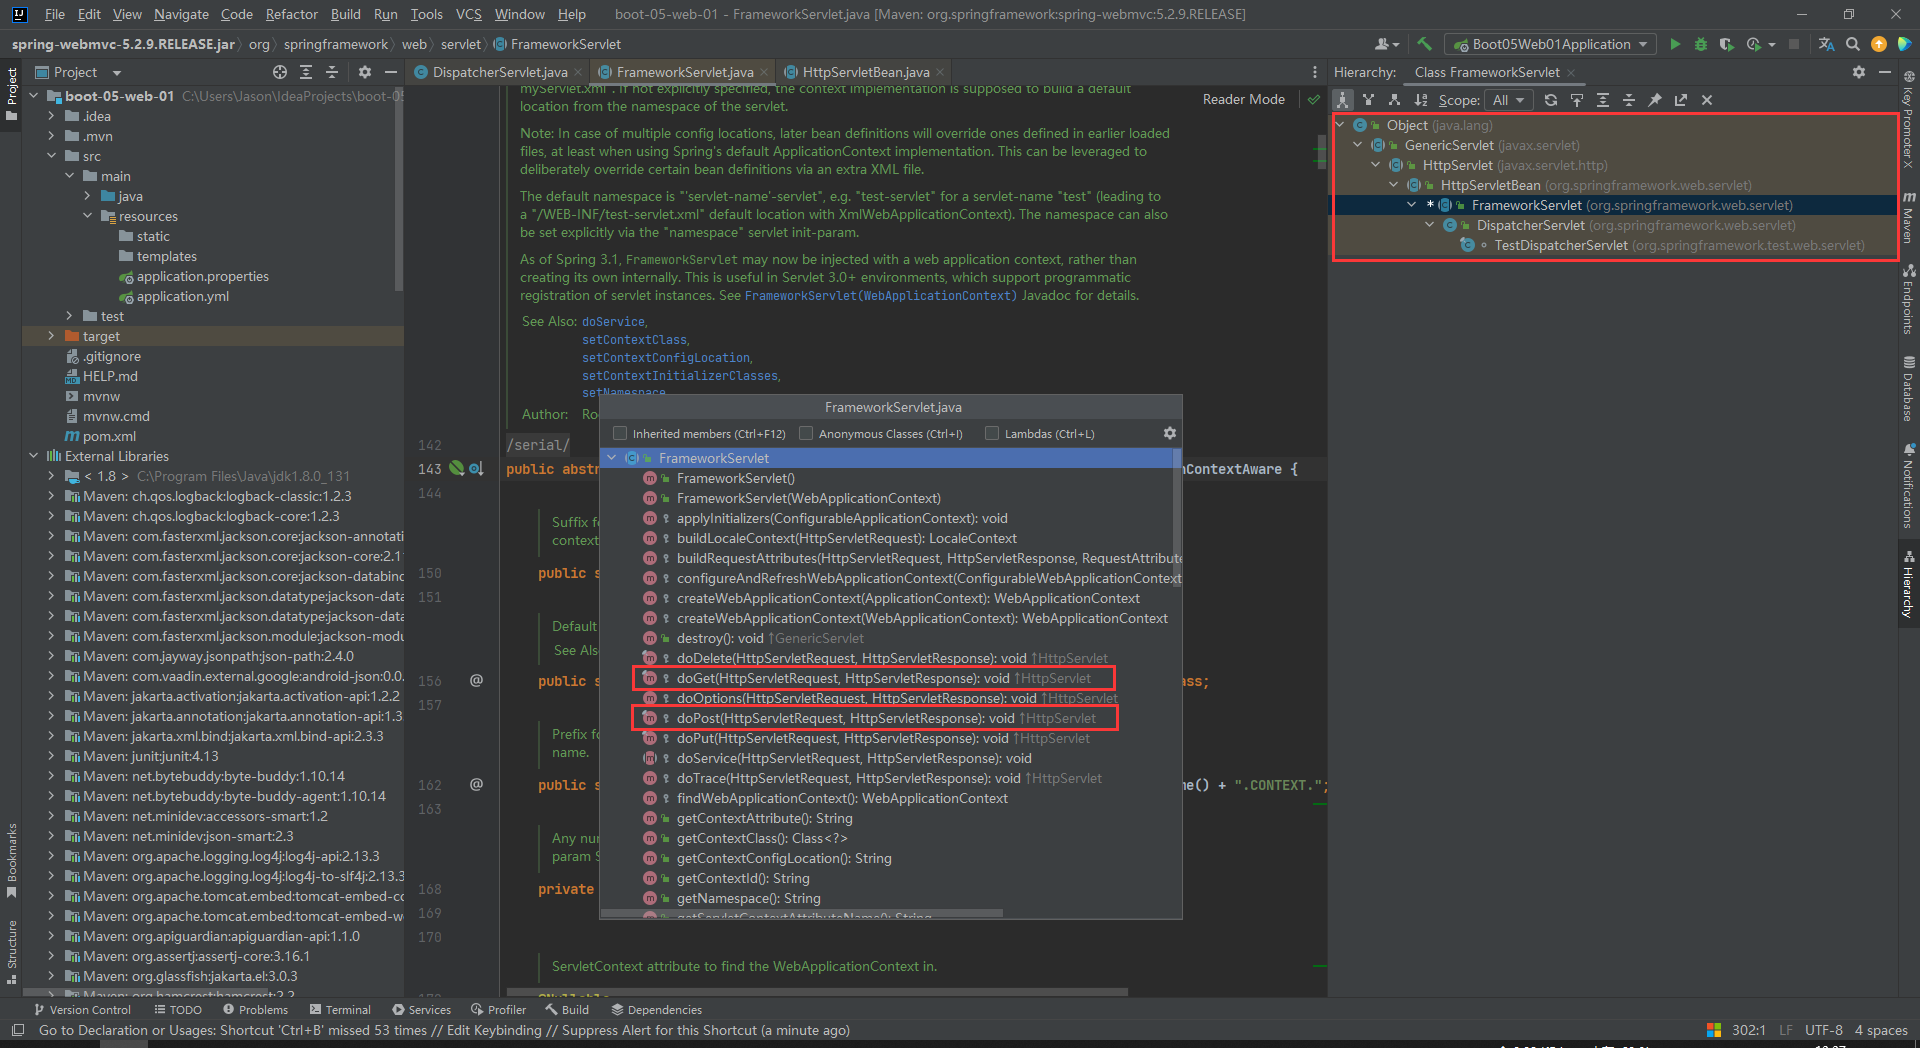 File Edit View Navigate Code Refactor Build Run Tools VCS Window Help boot-05-web-01 - FrameworkServlet.java [Maven: org.springframework:spring-webmvc:5.2.9.RELEASE]
spring-webmvc-5.2.9.RELEASE.jar org springframework web servlet FrameworkServlet
Boot05Web01Application
Project
boot-05-web-01 C:\Users\Jason\IdeaProjects\boot-05
.idea
.mvn
src
main
java
resources
static
templates
application.properties
application.yml
test
target
.gitignore
HELP.md
mvnw
mvnw.cmd
pom.xml
External Libraries
< 1.8 > C:\Program Files\Java\jdk1.8.0_131
Maven: ch.qos.logback:logback-classic:1.2.3
Maven: ch.qos.logback:logback-core:1.2.3
Maven: com.fasterxml.jackson.core:jackson-annotati
Maven: com.fasterxml.jackson.core:jackson-core:2.1
Maven: com.fasterxml.jackson.core:jackson-databind
Maven: com.fasterxml.jackson.datatype:jackson-data
Maven: com.fasterxml.jackson.datatype:jackson-data
Maven: com.fasterxml.jackson.module:jackson-modu
Maven: com.jayway.jsonpath:json-path:2.4.0
Maven: com.vaadin.external.google:android-json:0.0.
Maven: jakarta.activation:jakarta.activation-api:1.2.2
Maven: jakarta.annotation:jakarta.annotation-api:1.3
Maven: jakarta.xml.bind:jakarta.xml.bind-api:2.3.3
Maven: junit:junit:4.13
Maven: net.bytebuddy:byte-buddy:1.10.14
Maven: net.bytebuddy:byte-buddy-agent:1.10.14
Maven: net.minidev:accessors-smart:1.2
Maven: net.minidev:json-smart:2.3
Maven: org.apache.logging.log4j:log4j-api:2.13.3
Maven: org.apache.logging.log4j:log4j-to-slf4j:2.13.3
Maven: org.apache.tomcat.embed:tomcat-embed-co
Maven: org.apache.tomcat.embed:tomcat-embed-w
Maven: org.apiguardian:apiguardian-api:1.1.0
Maven: org.assertj:assertj-core:3.16.1
Maven: org.glassfish:jakarta.el:3.0.3
Maven: org.hamcrest:hamcrest:2.2
Project
Bookmarks
Structure
DispatcherServlet.java FrameworkServlet.java HttpServletBean.java
Reader Mode
myServlet.xml". If not explicitly specified, the context implementation is supposed to build a default
location from the namespace of the servlet.
Note: In case of multiple config locations, later bean definitions will override ones defined in earlier loaded
files, at least when using Spring's default ApplicationContext implementation. This can be leveraged to
deliberately override certain bean definitions via an extra XML file.
The default namespace is "'servlet-name'-servlet", e.g. "test-servlet" for a servlet-name "test" (leading to
a "/WEB-INF/test-servlet.xml" default location with XmlWebApplicationContext). The namespace can also
be set explicitly via the "namespace" servlet init-param.
As of Spring 3.1, FrameworkServlet may now be injected with a web application context, rather than
creating its own internally. This is useful in Servlet 3.0+ environments, which support programmatic
registration of servlet instances. See FrameworkServlet(WebApplicationContext) Javadoc for details.
See Also: doService,
setContextClass,
setContextConfigLocation,
setContextInitializerClasses,
setNamespace
Author: Ro
142 /serial/
143 public abst nContextAware {
144
Suffix fo
context
150 public s
151
Default
See Also
156 @ public s ass;
157
Prefix fo
name.
162 @ public s me() + ".CONTEXT.";
163
Any nu
param S
168 private
169
170
ServletContext attribute to find the WebApplicationContext in.
@Nullable
FrameworkServlet.java
Inherited members (Ctrl+F12) Anonymous Classes (Ctrl+I) Lambdas (Ctrl+L)
FrameworkServlet
FrameworkServlet()
FrameworkServlet(WebApplicationContext)
applyInitializers(ConfigurableApplicationContext): void
buildLocaleContext(HttpServletRequest): LocaleContext
buildRequestAttributes(HttpServletRequest, HttpServletResponse, RequestAttribute
configureAndRefreshWebApplicationContext(ConfigurableWebApplicationContext
createWebApplicationContext(ApplicationContext): WebApplicationContext
createWebApplicationContext(WebApplicationContext): WebApplicationContext
destroy(): void ↑GenericServlet
doDelete(HttpServletRequest, HttpServletResponse): void ↑HttpServlet
doGet(HttpServletRequest, HttpServletResponse): void ↑HttpServlet
doOptions(HttpServletRequest, HttpServletResponse): void ↑HttpServlet
doPost(HttpServletRequest, HttpServletResponse): void ↑HttpServlet
doPut(HttpServletRequest, HttpServletResponse): void ↑HttpServlet
doService(HttpServletRequest, HttpServletResponse): void
doTrace(HttpServletRequest, HttpServletResponse): void ↑HttpServlet
findWebApplicationContext(): WebApplicationContext
getContextAttribute(): String
getContextClass(): Class<?>
getContextConfigLocation(): String
getContextId(): String
getNamespace(): String
getServletContextAttributeName(): String
Hierarchy: Class FrameworkServlet
Scope: All
Object (java.lang)
GenericServlet (javax.servlet)
HttpServlet (javax.servlet.http)
HttpServletBean (org.springframework.web.servlet)
* FrameworkServlet (org.springframework.web.servlet)
DispatcherServlet (org.springframework.web.servlet)
TestDispatcherServlet (org.springframework.test.web.servlet)
Key Promoter X
Maven
Endpoints
Database
Notifications
Hierarchy
Version Control TODO Problems Terminal Services Profiler Build Dependencies
Go to Declaration or Usages: Shortcut 'Ctrl+B' missed 53 times // Edit Keybinding // Suppress Alert for this Shortcut (a minute ago)
302:1 LF UTF-8 4 spaces